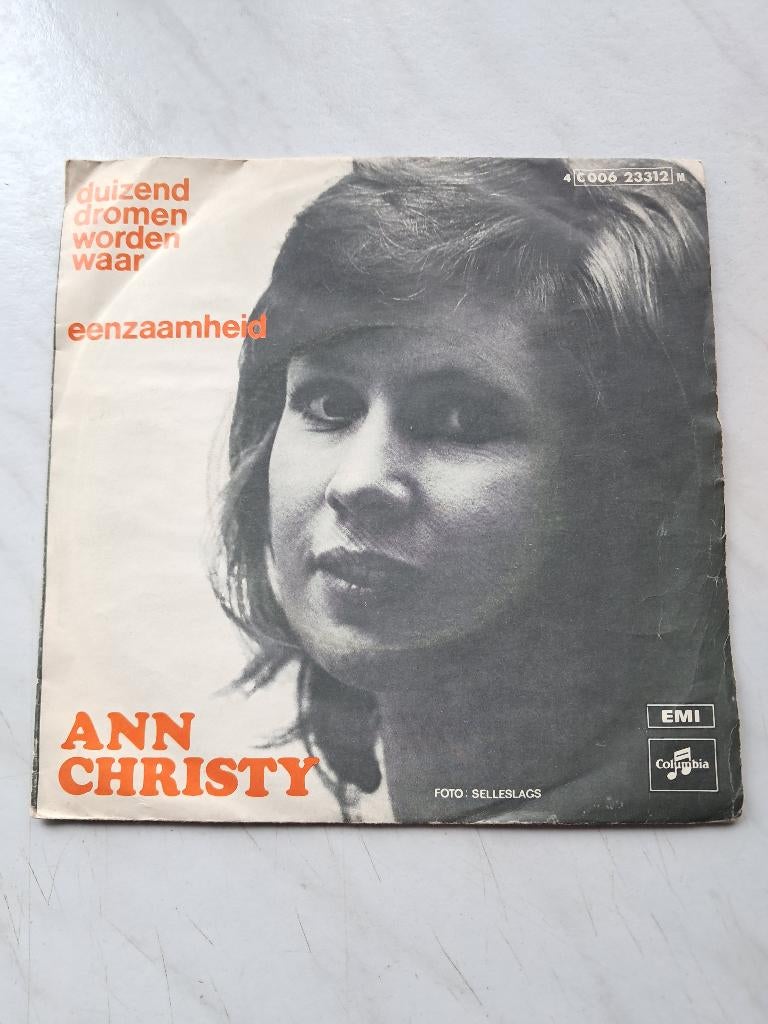 duizend
dromen
worden
waar
4 C 006 23312 M
eenzaamheid
ANN
CHRISTY
EMI
Columbia
FOTO: SELLESLAGS